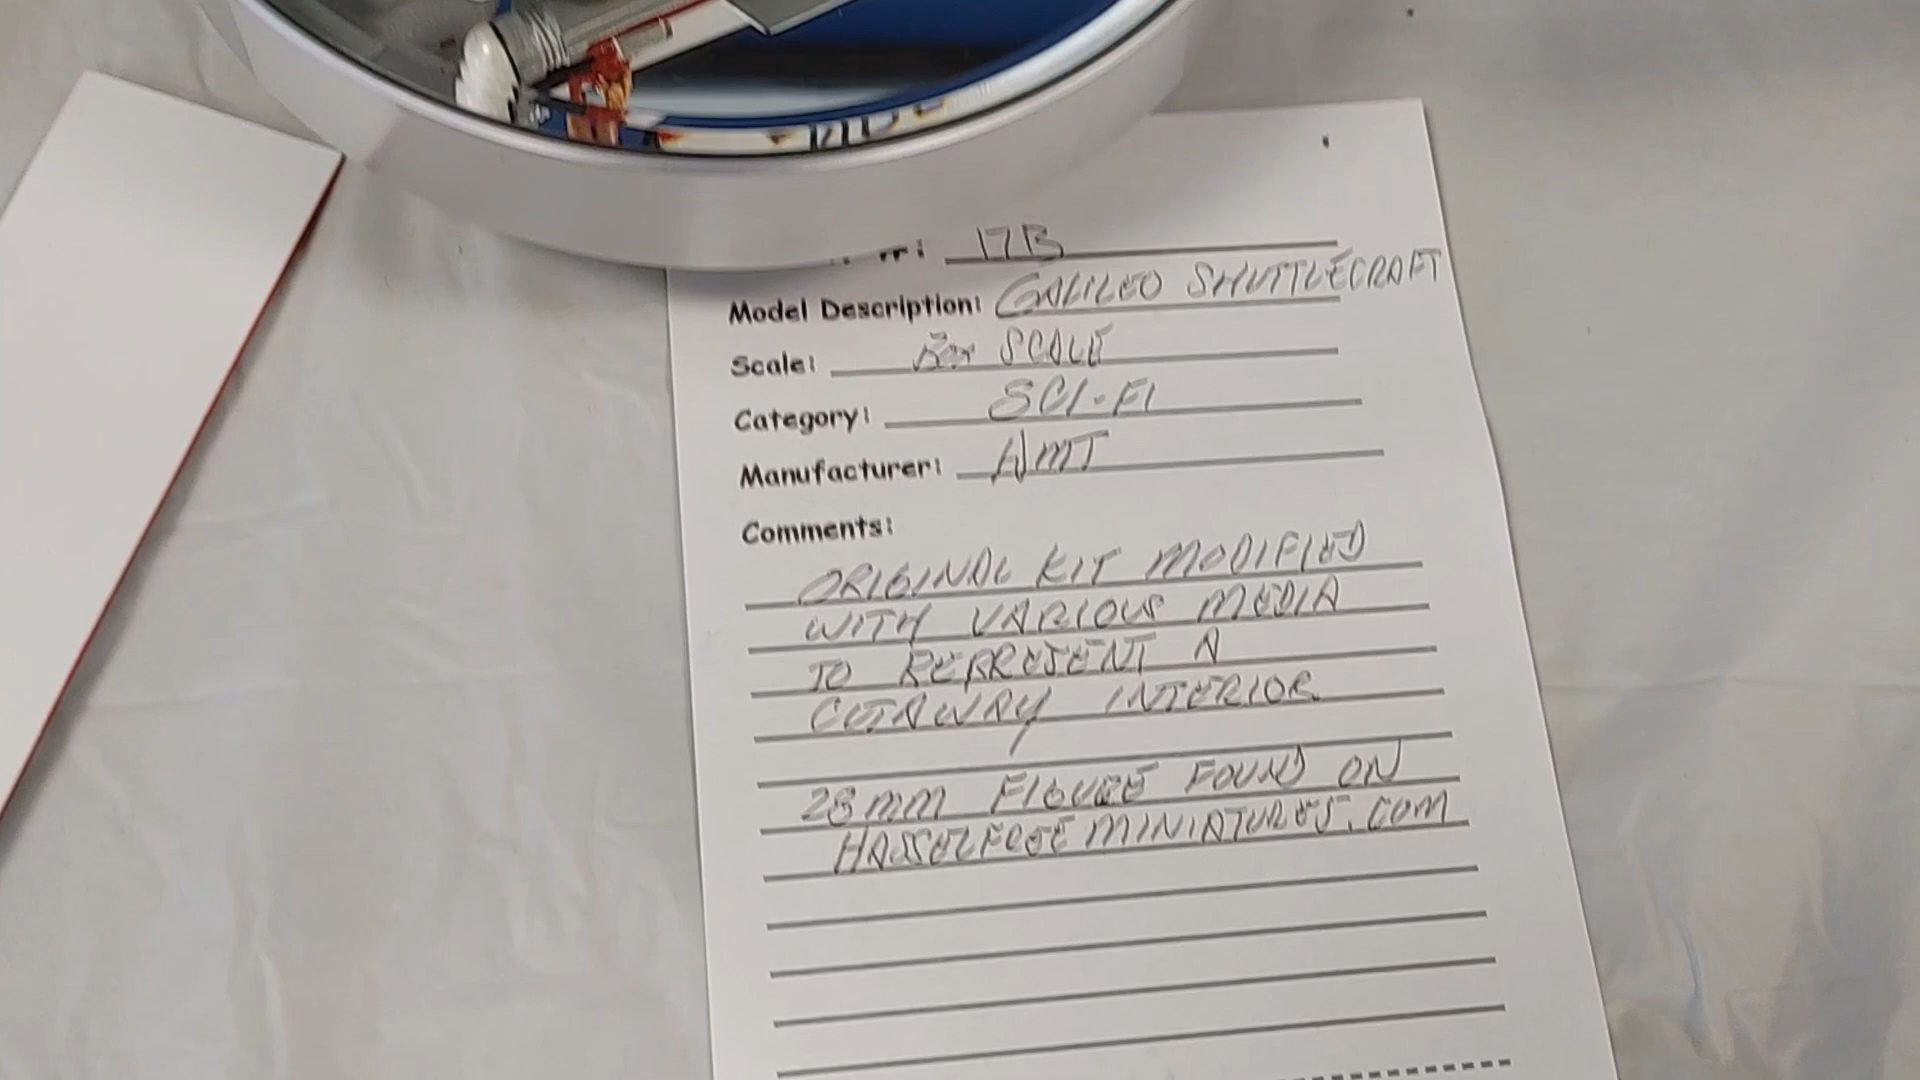 17B
Model Description: GALILEO SHUTTLECRAFT
Scale: Box SCALE
Category: SCI-FI
Manufacturer: AMT
Comments:
ORIGINAL KIT MODIFIED
WITH VARIOUS MEDIA
TO REPRESENT A
CUTAWAY INTERIOR
28mm FIGURE FOUND ON
HASSELFREEMINIATURES.COM